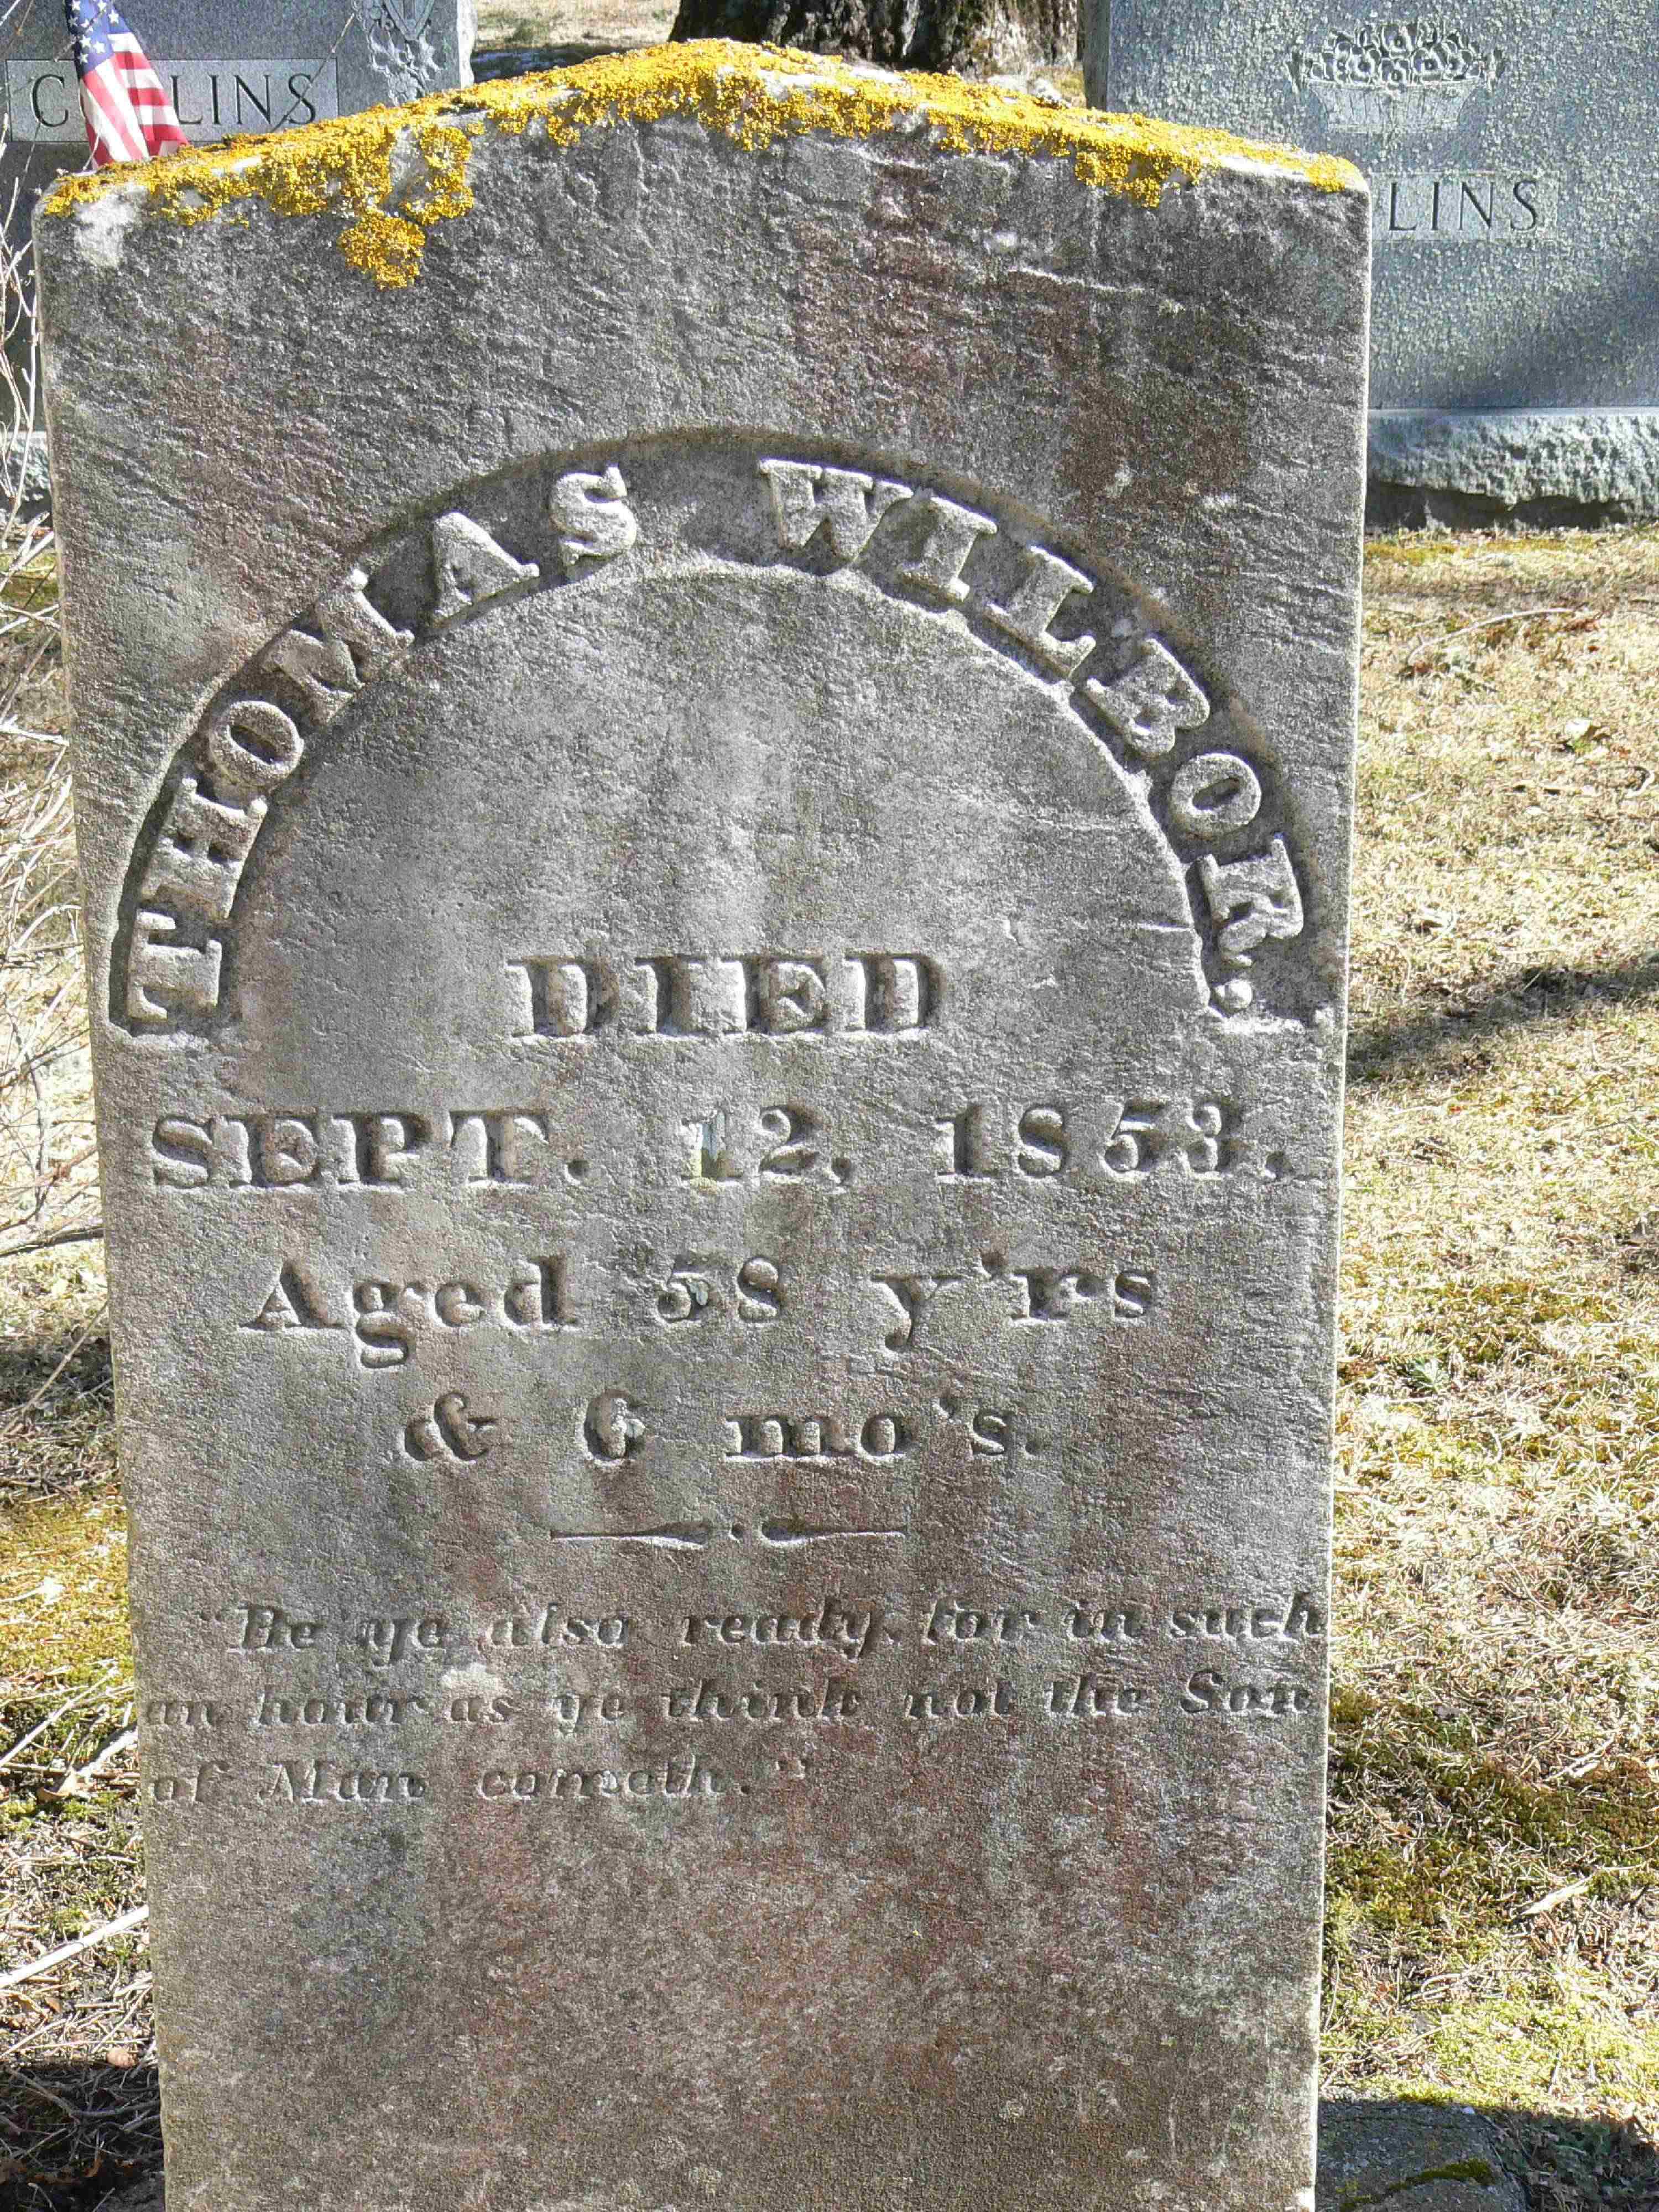 COLLINS
LINS
THOMAS WILBOR.
DIED
SEPT. 12, 1853.
Aged 58 y'rs
& 6 mo's.
"Be ye also ready, for in such
an hour as ye think not the Son
of Man cometh."